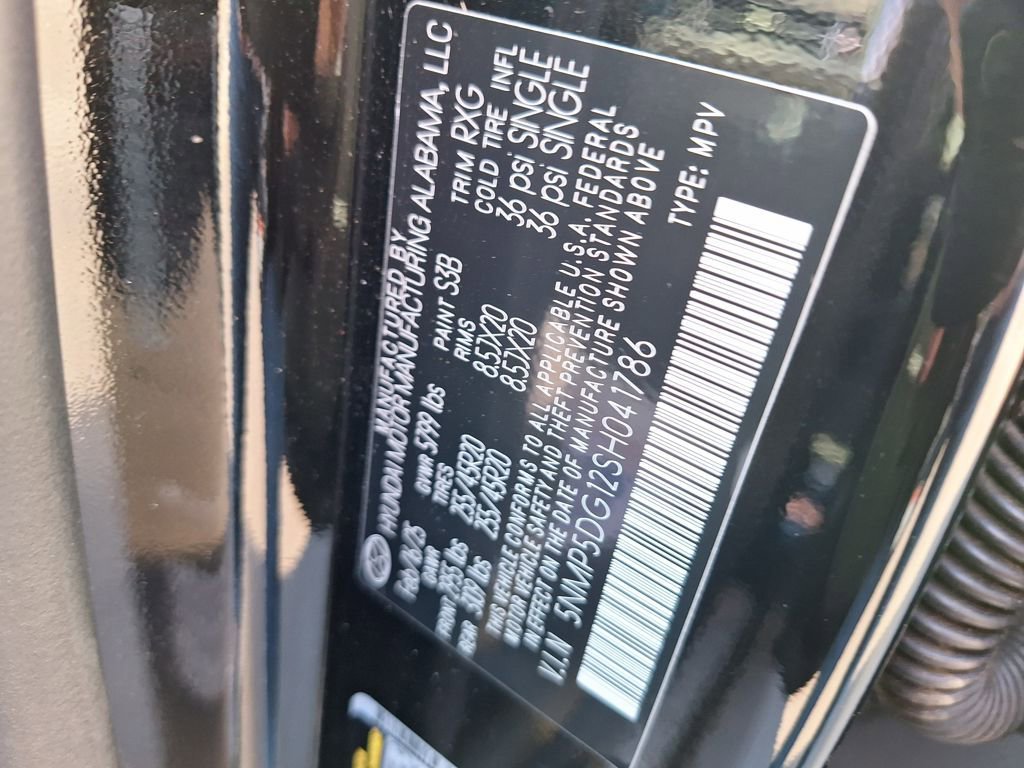 MANUFACTURED BY
HYUNDAI MOTOR MANUFACTURING ALABAMA, LLC
GVWR 5799 lbs PAINT S3B TRIM RXG
TIRES RIMS COLD TIRE INFL
255/45R20 8.5JX20 36 psi SINGLE
255/45R20 8.5JX20 36 psi SINGLE
THIS VEHICLE CONFORMS TO ALL APPLICABLE U.S.A. FEDERAL
MOTOR VEHICLE SAFETY AND THEFT PREVENTION STANDARDS
IN EFFECT ON THE DATE OF MANUFACTURE SHOWN ABOVE
V.I.N 5NMP5DG12SH041786
TYPE: MPV